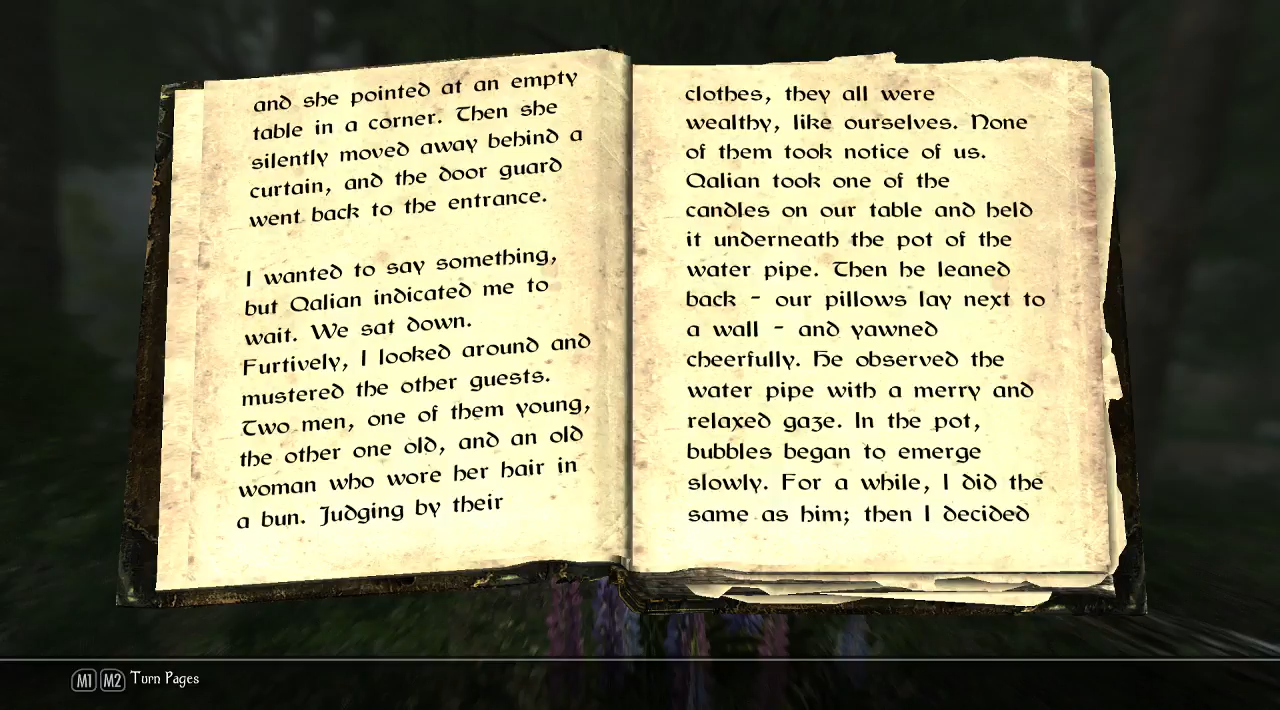 and she pointed at an empty
table in a corner. Then she
silently moved away behind a
curtain, and the door guard
went back to the entrance.
I wanted to say something,
but Qalian indicated me to
wait. We sat down.
Furtively, I looked around and
mustered the other guests.
Two men, one of them young,
the other one old, and an old
woman who wore her hair in
a bun. Judging by their
clothes, they all were
wealthy, like ourselves. None
of them took notice of us.
Qalian took one of the
candles on our table and held
it underneath the pot of the
water pipe. Then he leaned
back - our pillows lay next to
a wall - and yawned
cheerfully. He observed the
water pipe with a merry and
relaxed gaze. In the pot,
bubbles began to emerge
slowly. For a while, I did the
same as him; then I decided
M1 M2 Turn Pages